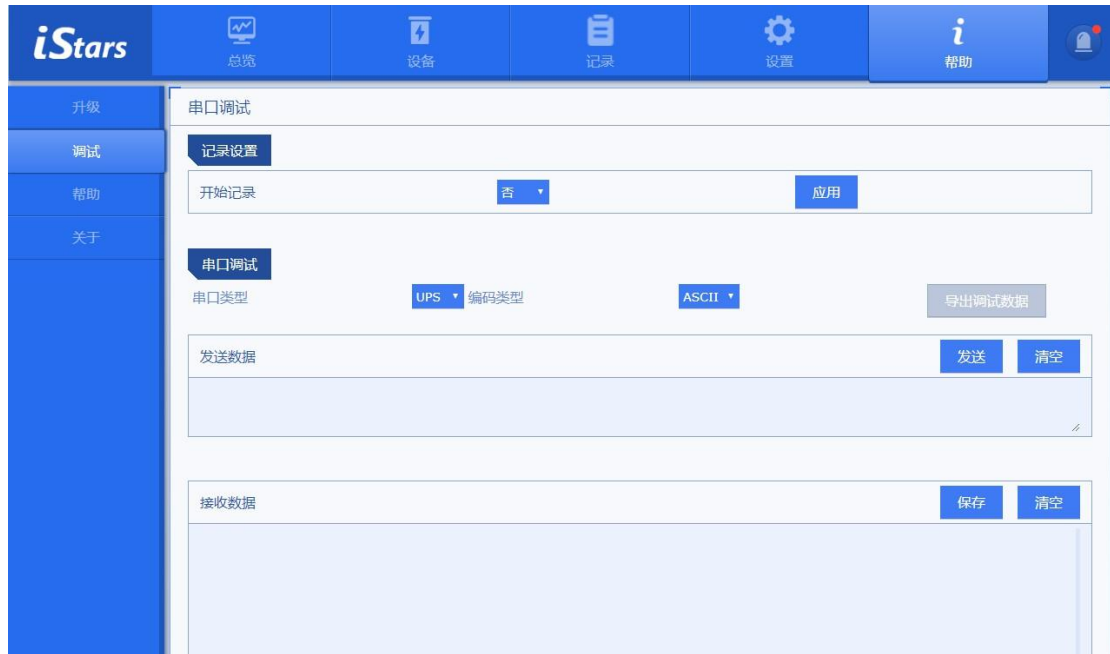 iStars
总览
设备
记录
设置
i
帮助
升级
调试
帮助
关于
串口调试
记录设置
开始记录 否 应用
串口调试
串口类型 UPS 编码类型 ASCII 导出调试数据
发送数据 发送 清空
接收数据 保存 清空